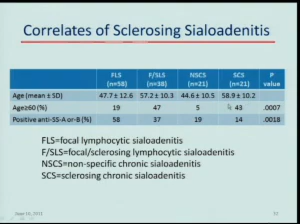 Correlates of Sclerosing Sialoadenitis
FLS (n=58) F/SLS (n=38) NSCS (n=21) SCS (n=21) P value
Age (mean ± SD) 47.7 ± 12.6 57.2 ± 10.3 44.6 ± 10.5 58.9 ± 10.2
Age≥60 (%) 19 47 5 43 .0007
Positive anti-SS-A or-B (%) 58 37 19 14 .0018
FLS=focal lymphocytic sialoadenitis
F/SLS=focal/sclerosing lymphocytic sialoadenitis
NSCS=non-specific chronic sialoadenitis
SCS=sclerosing chronic sialoadenitis